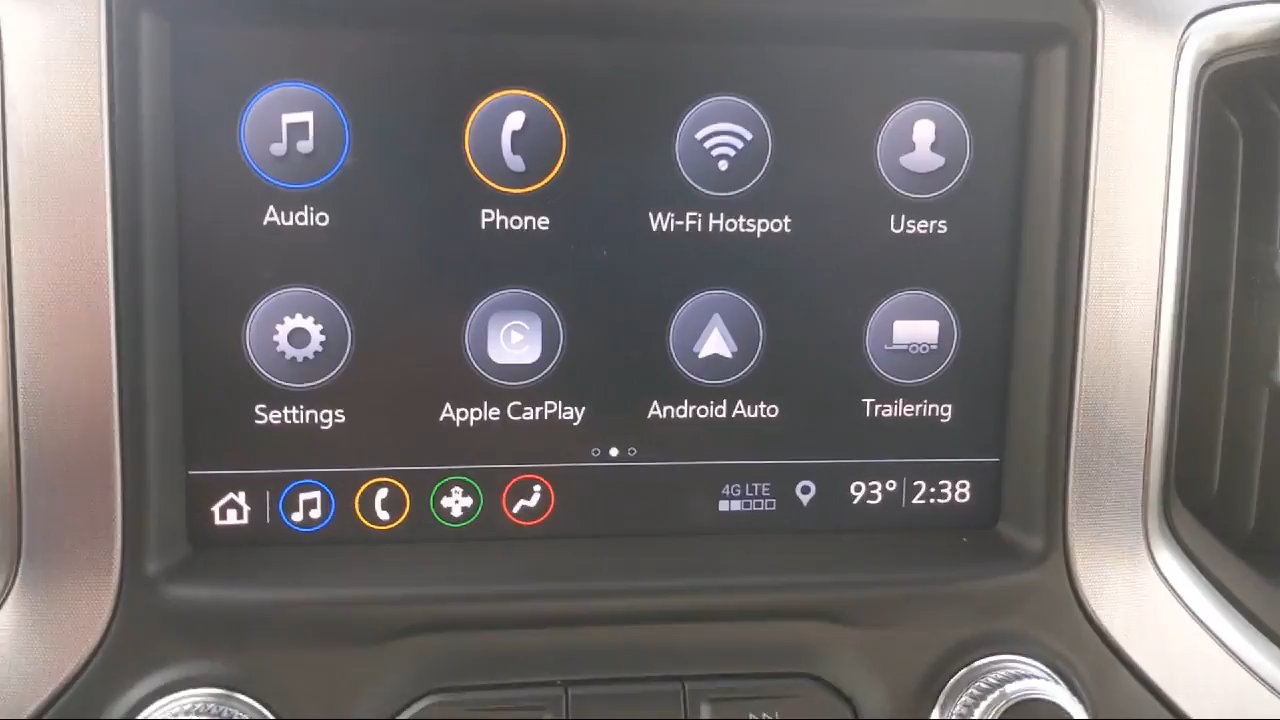 Audio Phone Wi-Fi Hotspot Users
Settings Apple CarPlay Android Auto Trailering
4G LTE 93° 2:38